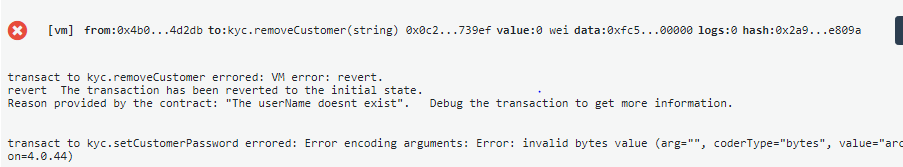 [vm] from:0x4b0...4d2db to:kyc.removeCustomer(string) 0x0c2...739ef value:0 wei data:0xfc5...00000 logs:0 hash:0x2a9...e809a
transact to kyc.removeCustomer errored: VM error: revert.
revert The transaction has been reverted to the initial state.
Reason provided by the contract: "The userName doesnt exist". Debug the transaction to get more information.
transact to kyc.setCustomerPassword errored: Error encoding arguments: Error: invalid bytes value (arg="", coderType="bytes", value="arc
on=4.0.44)